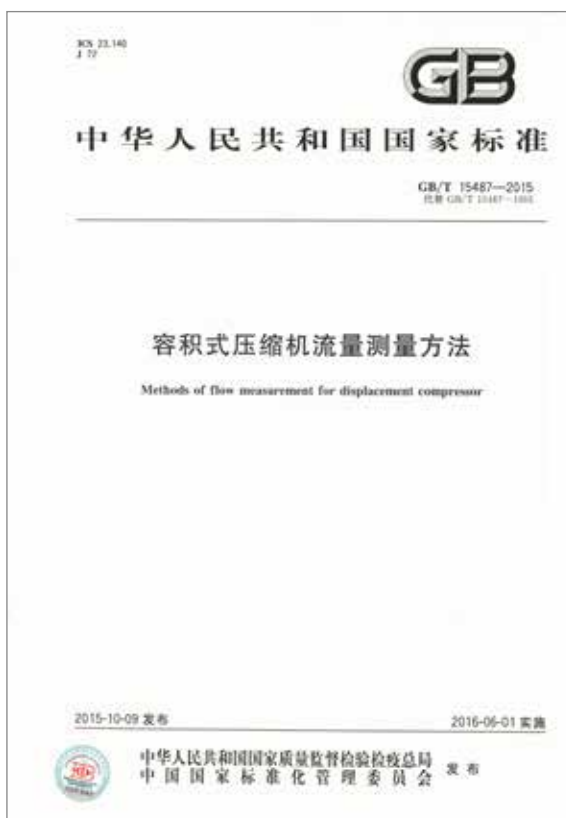 ICS 23.140
J 72
GB
中华人民共和国国家标准
GB/T 15487—2015
代替 GB/T 15487—1995
容积式压缩机流量测量方法
Methods of flow measurement for displacement compressor
2015-10-09 发布
2016-06-01 实施
中华人民共和国国家质量监督检验检疫总局
中国国家标准化管理委员会
发布